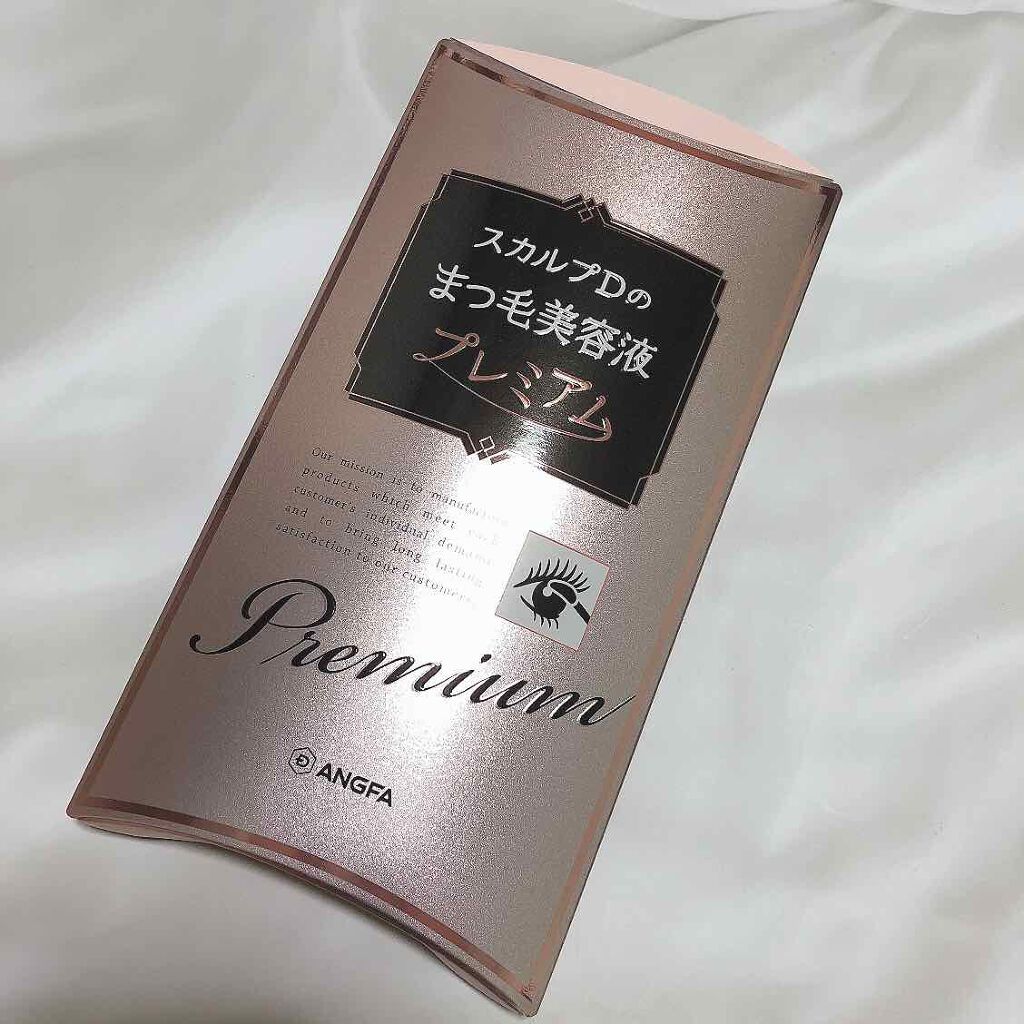 スカルプDの
まつ毛美容液
プレミアム
Our mission is to manufacture
products which meet each
customer's individual demand
and to bring long lasting
satisfaction to our customers.
Premium
ANGFA